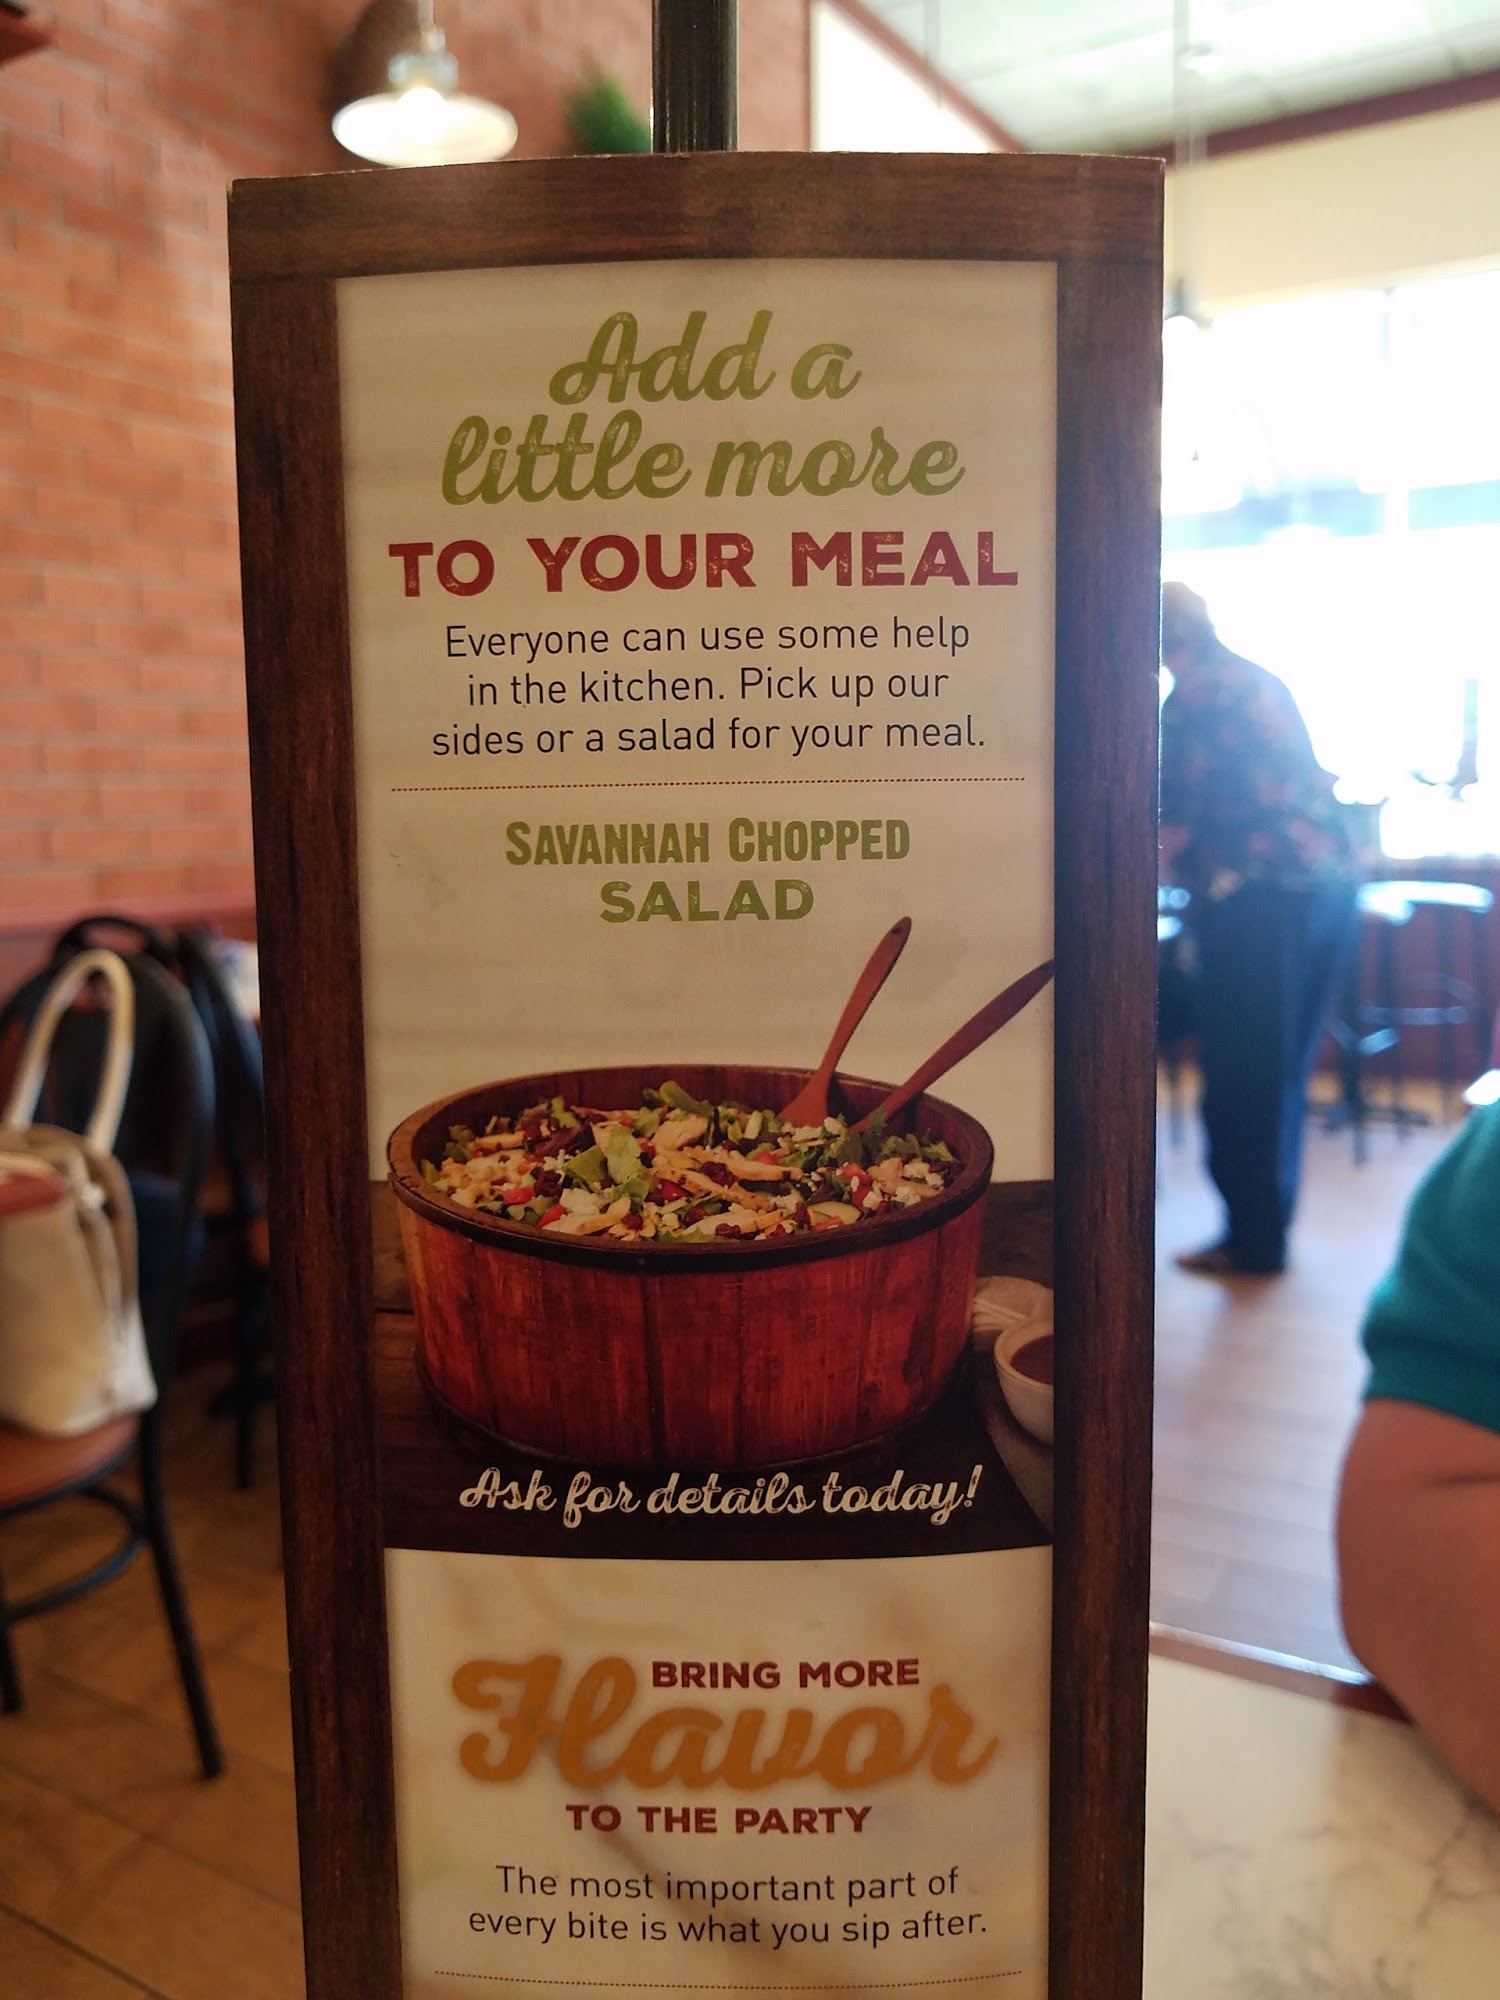 Add a
little more
TO YOUR MEAL
Everyone can use some help
in the kitchen. Pick up our
sides or a salad for your meal.
SAVANNAH CHOPPED
SALAD
Ask for details today!
BRING MORE
Flavor
TO THE PARTY
The most important part of
every bite is what you sip after.